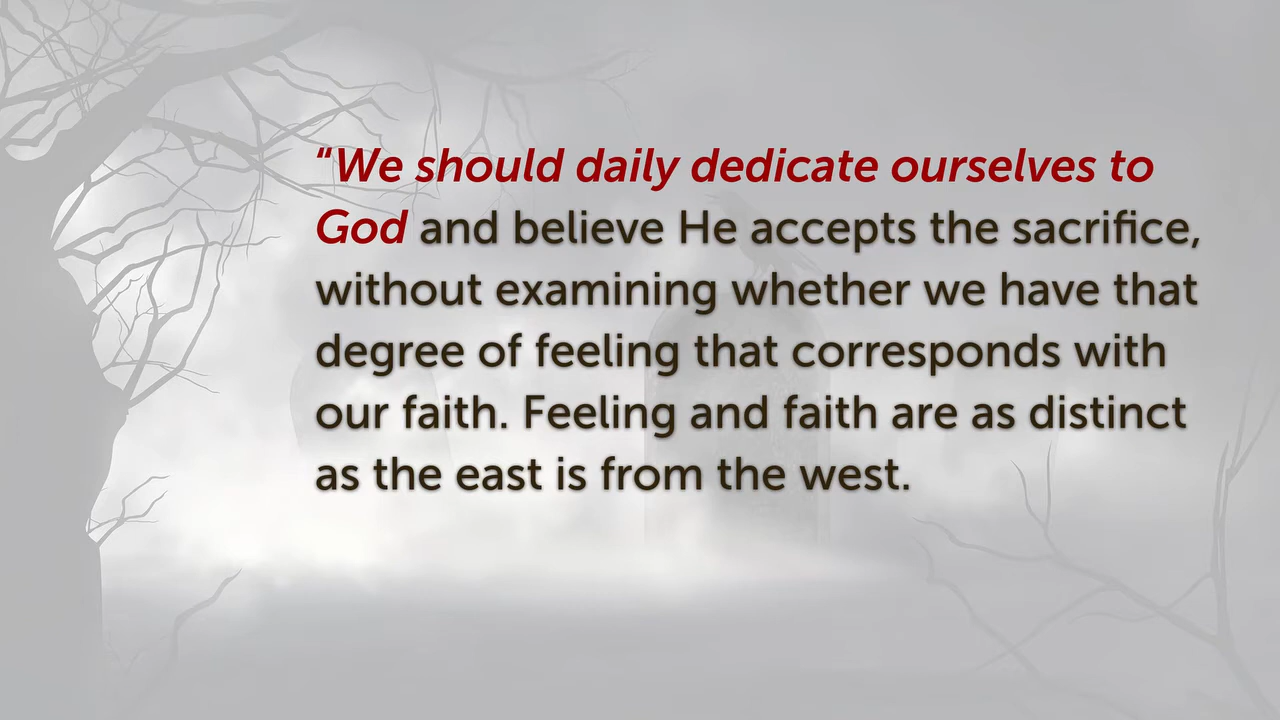 “We should daily dedicate ourselves to
God and believe He accepts the sacrifice,
without examining whether we have that
degree of feeling that corresponds with
our faith. Feeling and faith are as distinct
as the east is from the west.